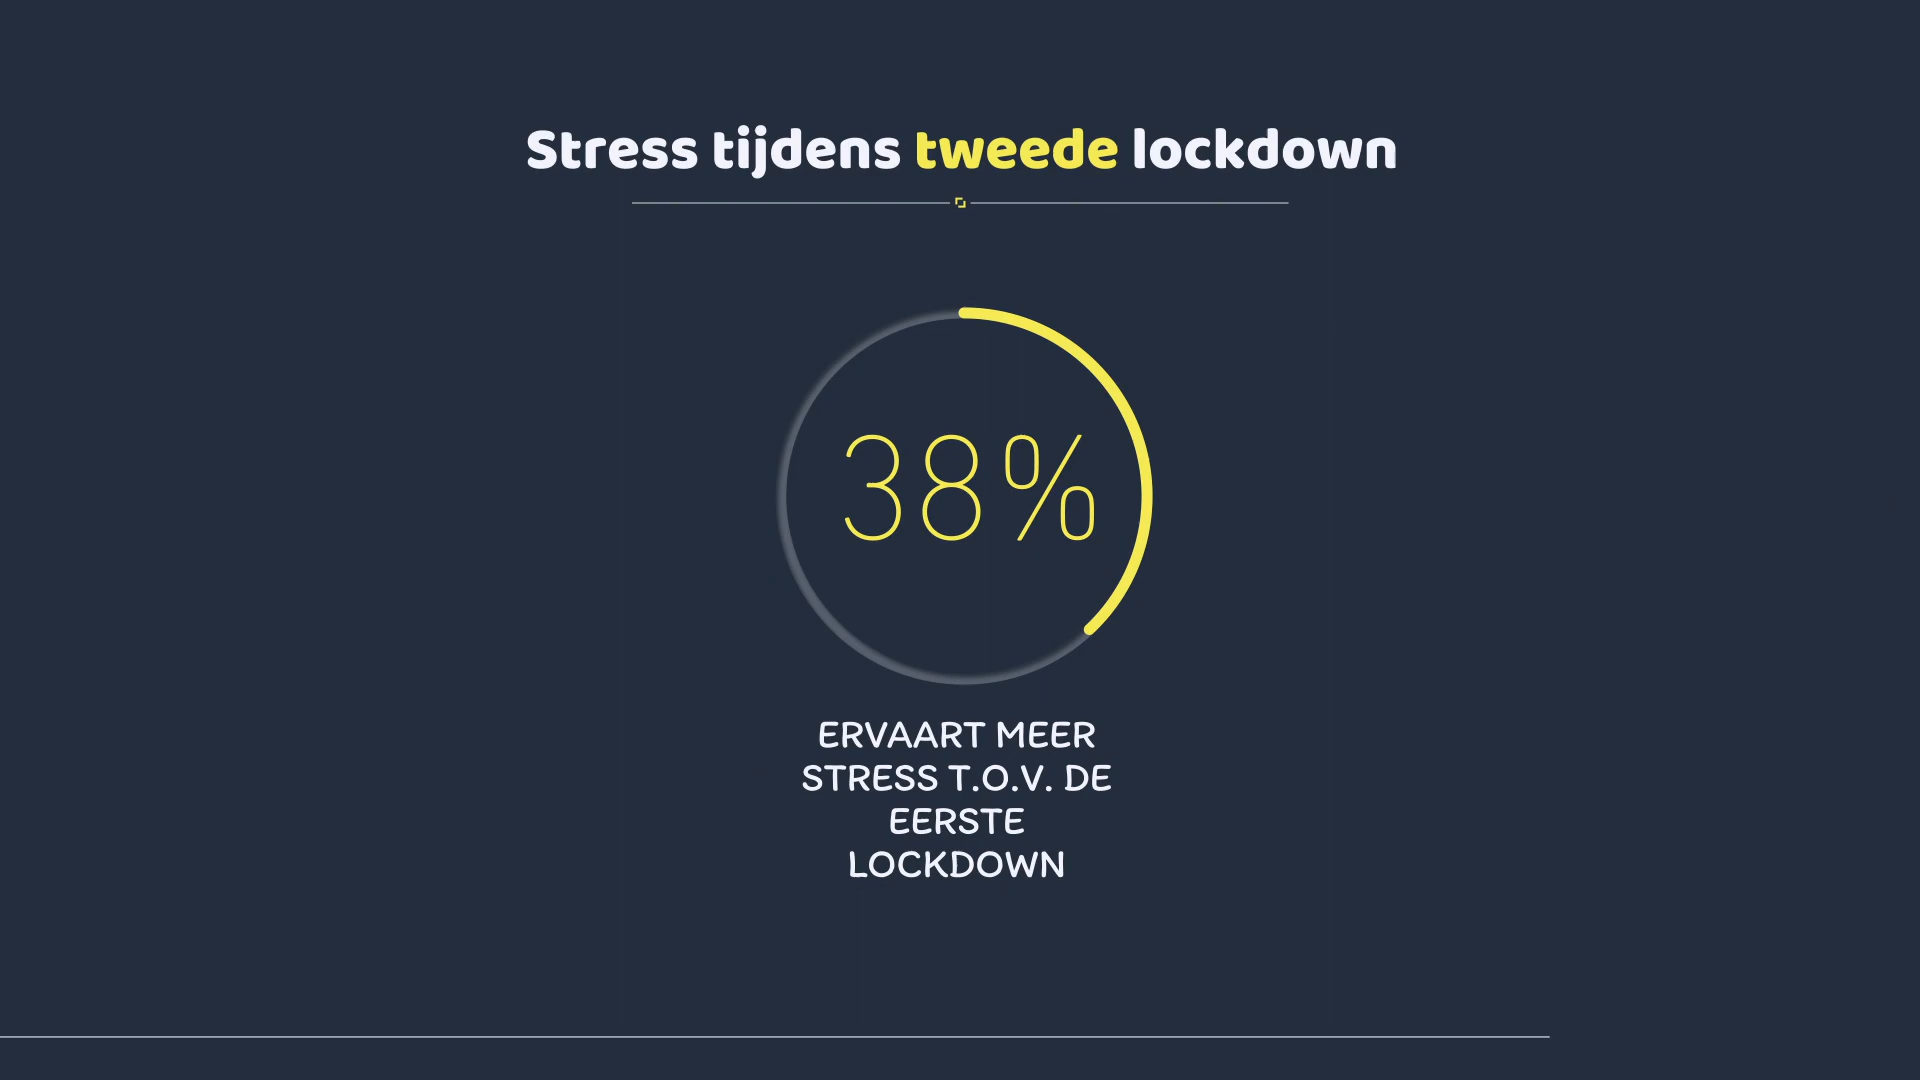 Stress tijdens tweede lockdown
38%
ERVAART MEER
STRESS T.O.V. DE
EERSTE
LOCKDOWN